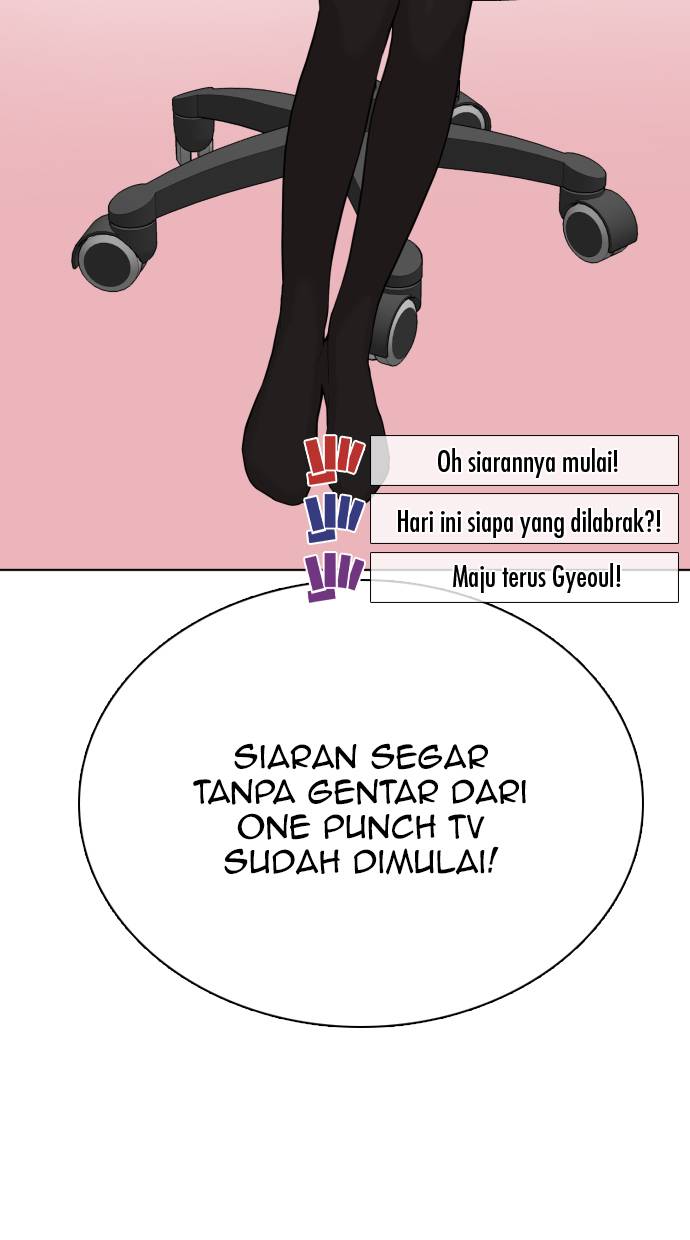 Oh siarannya mulai!
Hari ini siapa yang dilabrak?!
Maju terus Gyeoul!
SIARAN SEGAR
TANPA GENTAR DARI
ONE PUNCH TV
SUDAH DIMULAI!